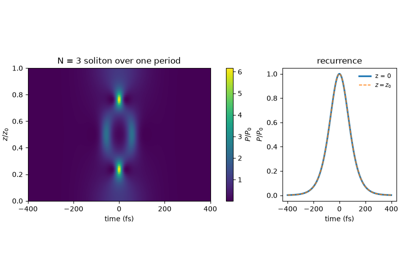 N = 3 soliton over one period
1.0
0.8
0.6
0.4
0.2
0.0
z/z₀
−400 −200 0 200 400
time (fs)
6
5
4
3
2
1
P/P₀
recurrence
1.0
0.8
0.6
0.4
0.2
0.0
P/P₀
z = 0
z = z₀
−400 −200 0 200 400
time (fs)